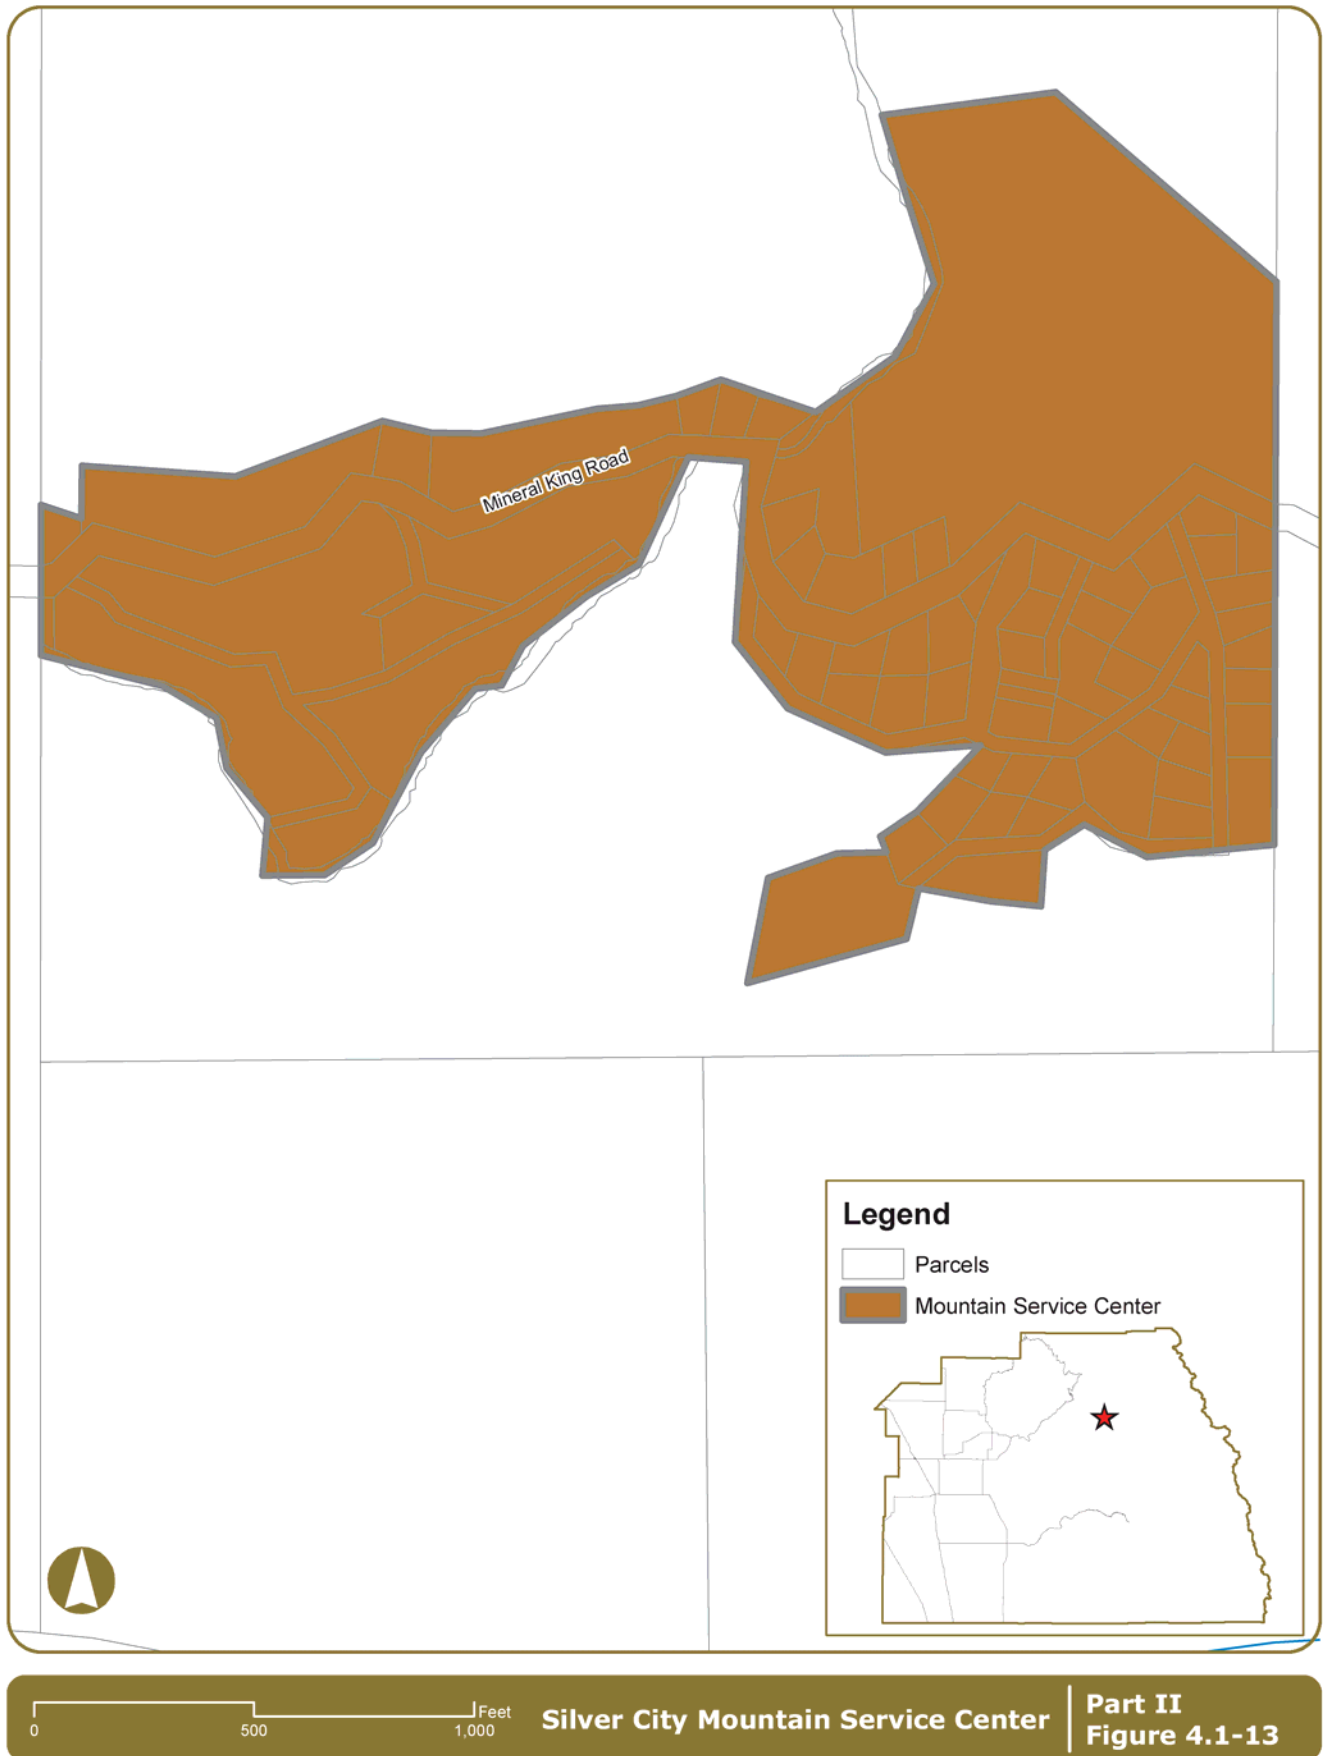 Mineral King Road
Legend
Parcels
Mountain Service Center
0 500 1,000 Feet
Silver City Mountain Service Center
Part II
Figure 4.1-13